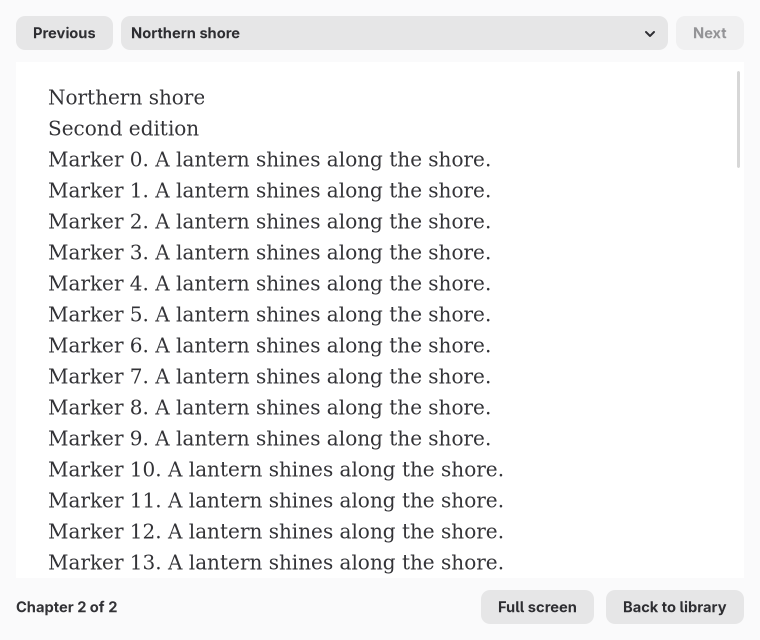 Previous
Northern shore
Next
Northern shore
Second edition
Marker 0. A lantern shines along the shore.
Marker 1. A lantern shines along the shore.
Marker 2. A lantern shines along the shore.
Marker 3. A lantern shines along the shore.
Marker 4. A lantern shines along the shore.
Marker 5. A lantern shines along the shore.
Marker 6. A lantern shines along the shore.
Marker 7. A lantern shines along the shore.
Marker 8. A lantern shines along the shore.
Marker 9. A lantern shines along the shore.
Marker 10. A lantern shines along the shore.
Marker 11. A lantern shines along the shore.
Marker 12. A lantern shines along the shore.
Marker 13. A lantern shines along the shore.
Chapter 2 of 2
Full screen
Back to library